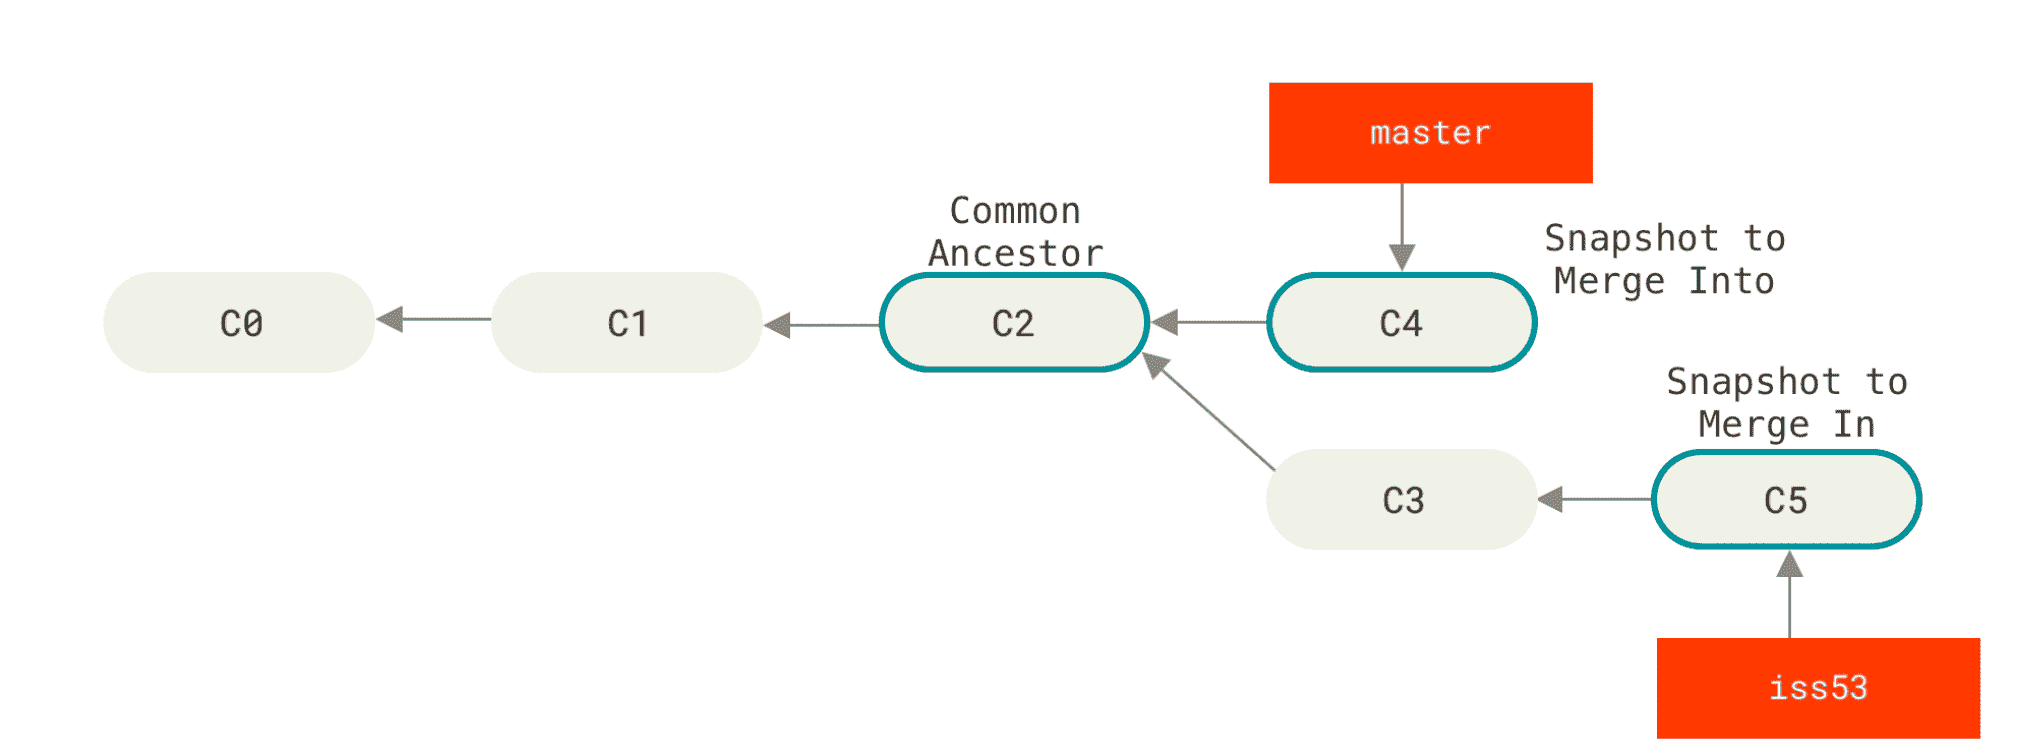 master
Common
Ancestor
Snapshot to
Merge Into
C0
C1
C2
C4
Snapshot to
Merge In
C3
C5
iss53